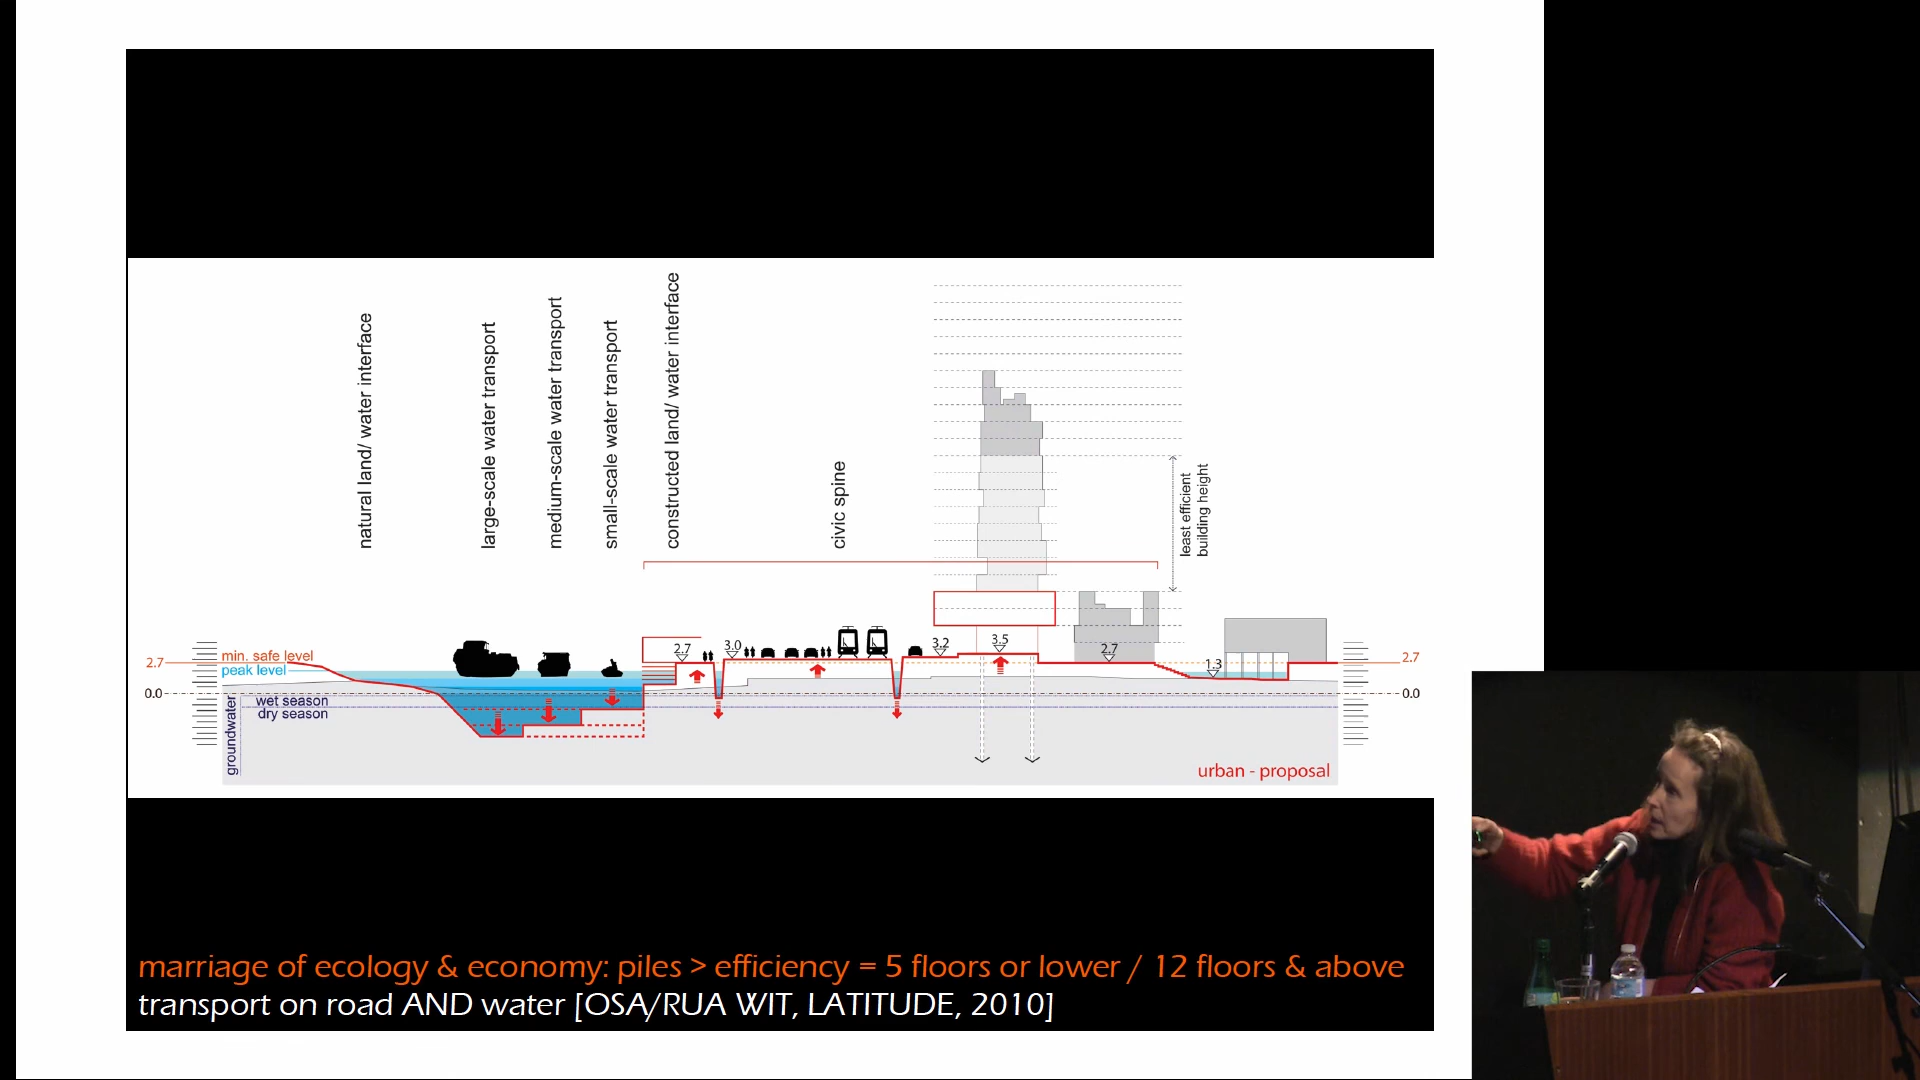 natural land/ water interface
large-scale water transport
medium-scale water transport
small-scale water transport
constructed land/ water interface
civic spine
least efficient
building height
2.7
min. safe level
peak level
0.0
wet season
dry season
groundwater
2.7
3.0
3.2
3.5
2.7
1.3
2.7
0.0
urban - proposal
marriage of ecology & economy: piles > efficiency = 5 floors or lower / 12 floors & above
transport on road AND water [OSA/RUA WIT, LATITUDE, 2010]